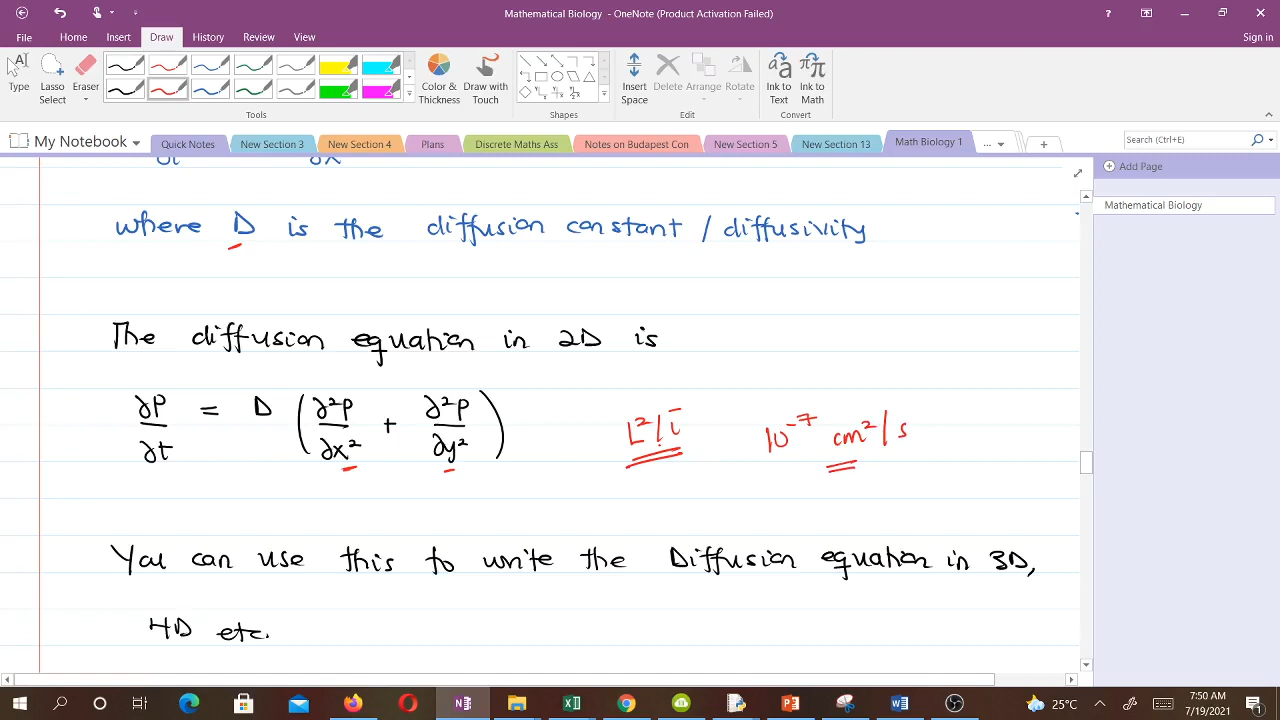 Mathematical Biology - OneNote (Product Activation Failed)
File Home Insert Draw History Review View Sign in
Type Lasso Select Eraser Color & Thickness Draw with Touch Insert Space Delete Arrange Rotate Ink to Text Ink to Math
Tools Shapes Edit Convert
My Notebook Quick Notes New Section 3 New Section 4 Plans Discrete Maths Ass Notes on Budapest Con New Section 5 New Section 13 Math Biology 1 ... Search (Ctrl+E)
Add Page
Mathematical Biology
∂t ∂x
where D is the diffusion constant / diffusivity
The diffusion equation in 2D is
∂P/∂t = D (∂²P/∂x² + ∂²P/∂y²) L²/T 10⁻⁷ cm²/s
You can use this to write the Diffusion equation in 3D,
4D etc.
25°C 7:50 AM
7/19/2021